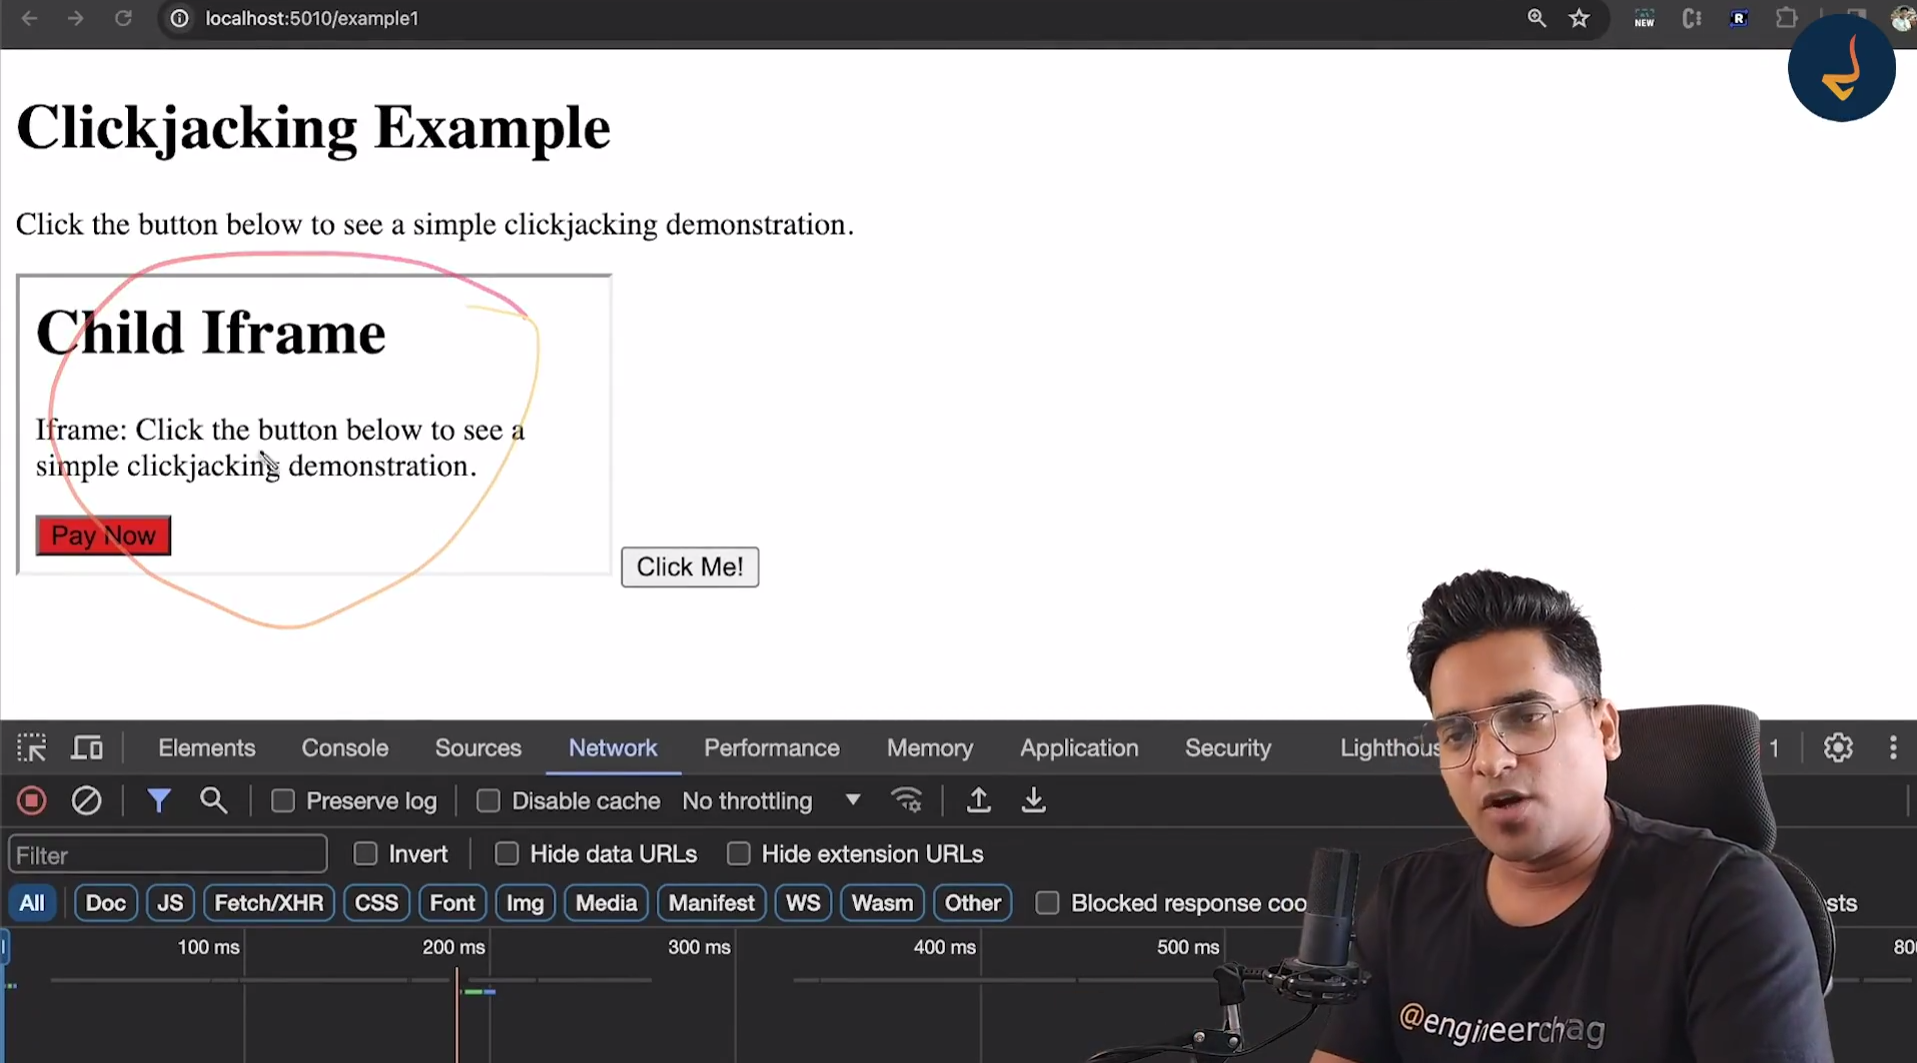 localhost:5010/example1
NEW
R
Clickjacking Example
Click the button below to see a simple clickjacking demonstration.
Child Iframe
Iframe: Click the button below to see a
simple clickjacking demonstration.
Pay Now
Click Me!
Elements Console Sources Network Performance Memory Application Security Lighthous 1
Preserve log Disable cache No throttling
Filter Invert Hide data URLs Hide extension URLs
All Doc JS Fetch/XHR CSS Font Img Media Manifest WS Wasm Other Blocked response coo sts
100 ms 200 ms 300 ms 400 ms 500 ms 80
@engineerchirag